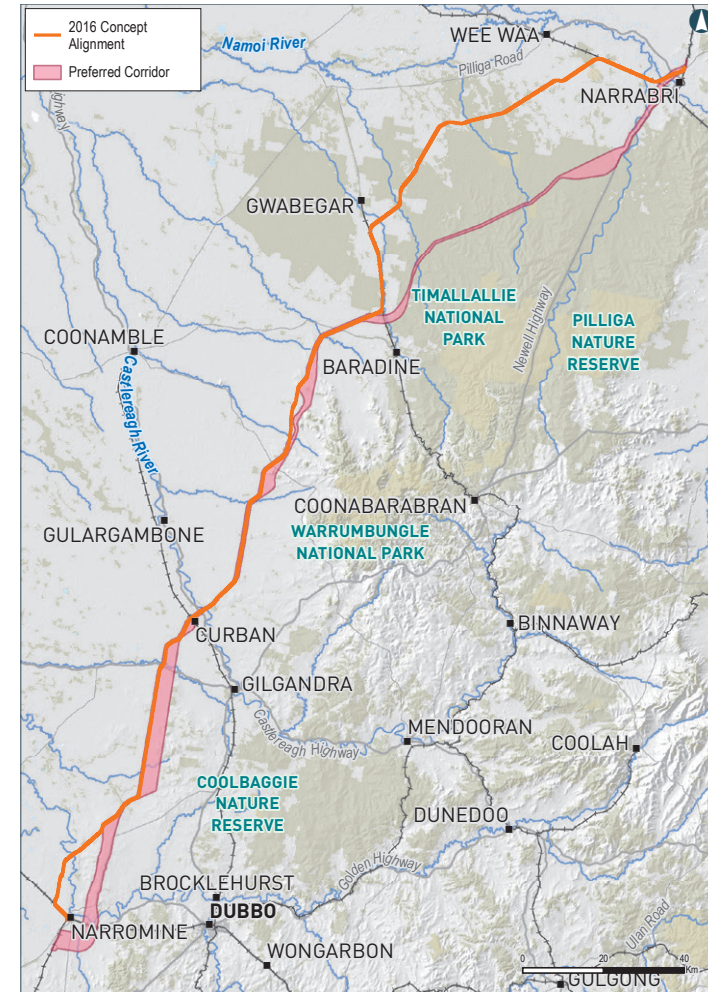 2016 Concept
Alignment
Preferred Corridor
WEE WAA
Namoi River
Pilliga Road
NARRABRI
GWABEGAR
TIMALLALLIE
NATIONAL
PARK
Newell Highway
PILLIGA
NATURE
RESERVE
COONAMBLE
BARADINE
Castlereagh River
COONABARABRAN
GULARGAMBONE
WARRUMBUNGLE
NATIONAL PARK
CURBAN
BINNAWAY
GILGANDRA
Castlereagh Highway
MENDOORAN
COOLAH
COOLBAGGIE
NATURE
RESERVE
DUNEDOO
Golden Highway
BROCKLEHURST
DUBBO
NARROMINE
Ulan Road
WONGARBON
0 20 40
Km
GULGONG